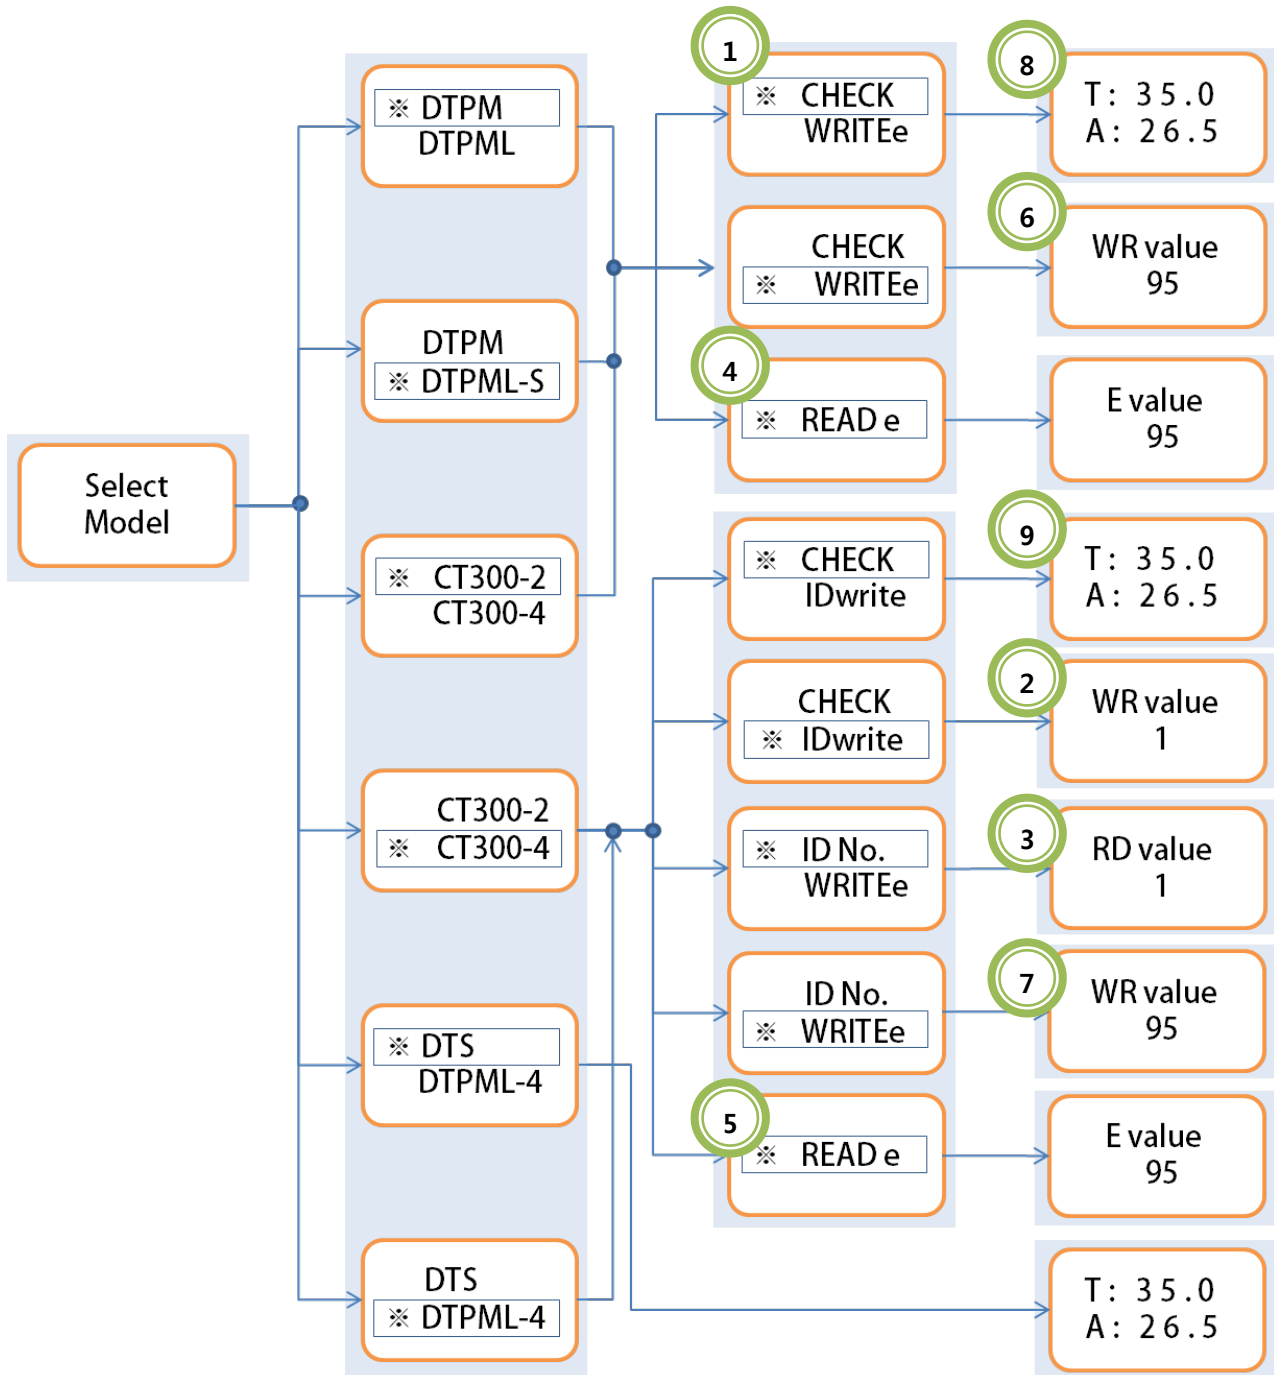 Select
Model
※ DTPM
DTPML
DTPM
※ DTPML-S
※ CT300-2
CT300-4
CT300-2
※ CT300-4
※ DTS
DTPML-4
DTS
※ DTPML-4
1
※ CHECK
WRITEe
CHECK
※ WRITEe
4
※ READ e
※ CHECK
IDwrite
CHECK
※ IDwrite
※ ID No.
WRITEe
ID No.
※ WRITEe
5
※ READ e
8
T: 35.0
A: 26.5
6
WR value
95
E value
95
9
T: 35.0
A: 26.5
2
WR value
1
3
RD value
1
7
WR value
95
E value
95
T: 35.0
A: 26.5